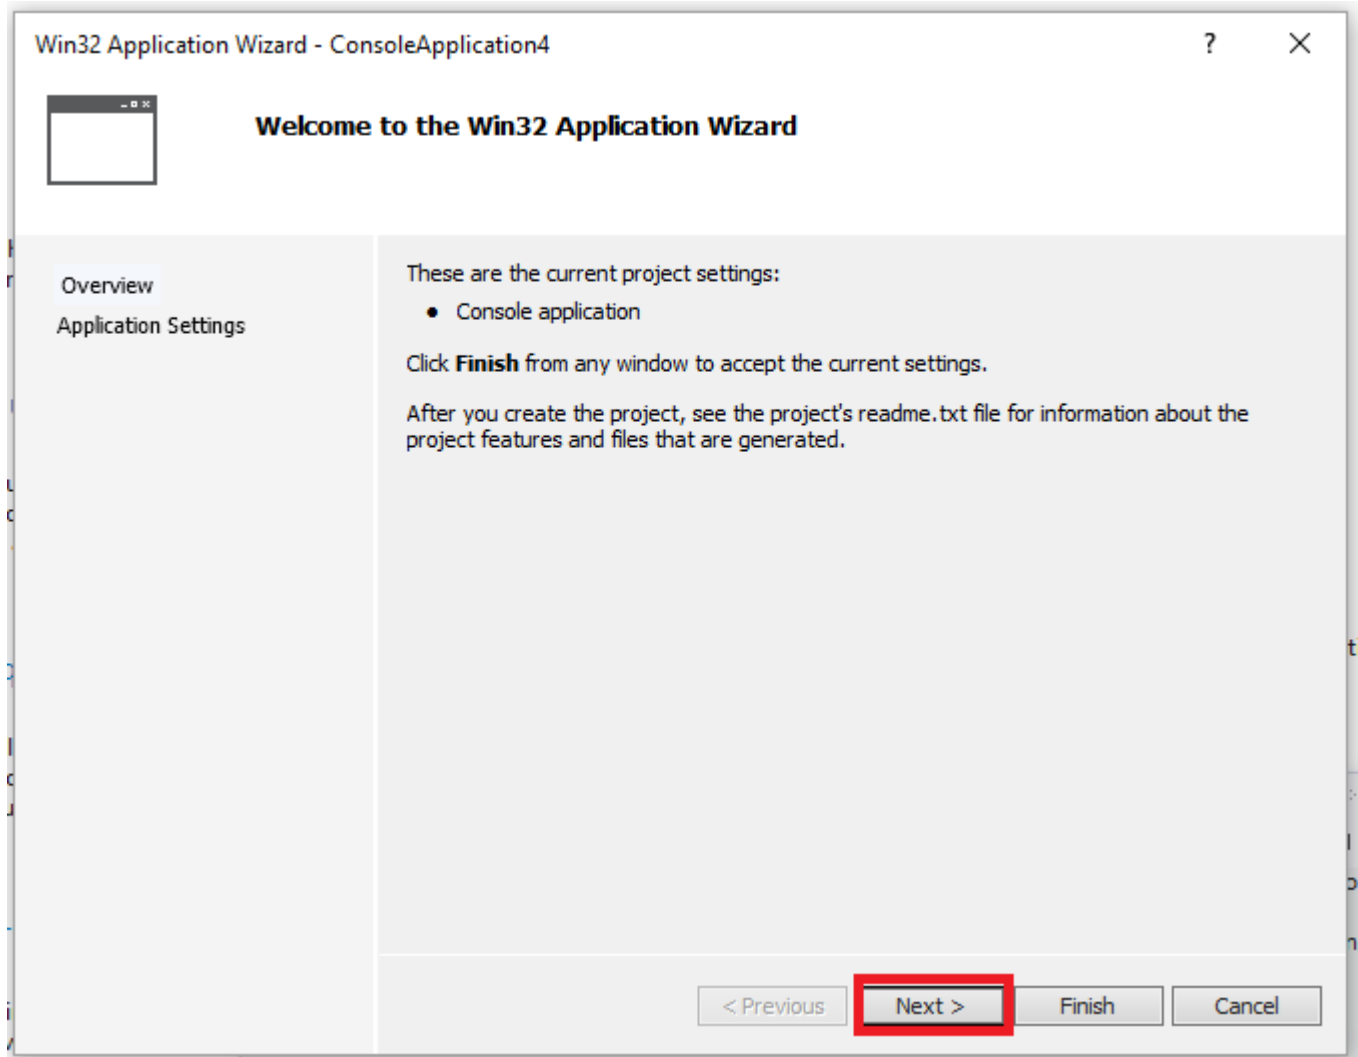 Win32 Application Wizard - ConsoleApplication4
?
Welcome to the Win32 Application Wizard
Overview
Application Settings
These are the current project settings:
• Console application
Click Finish from any window to accept the current settings.
After you create the project, see the project's readme.txt file for information about the
project features and files that are generated.
< Previous
Next >
Finish
Cancel